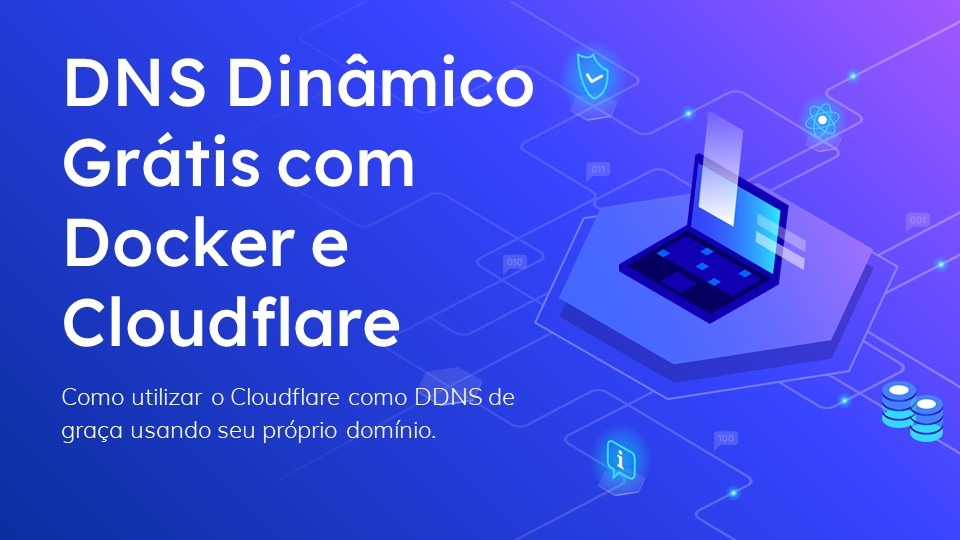 DNS Dinâmico
Grátis com
Docker e
Cloudflare
Como utilizar o Cloudflare como DDNS de
graça usando seu próprio domínio.
011
001
010
100
i